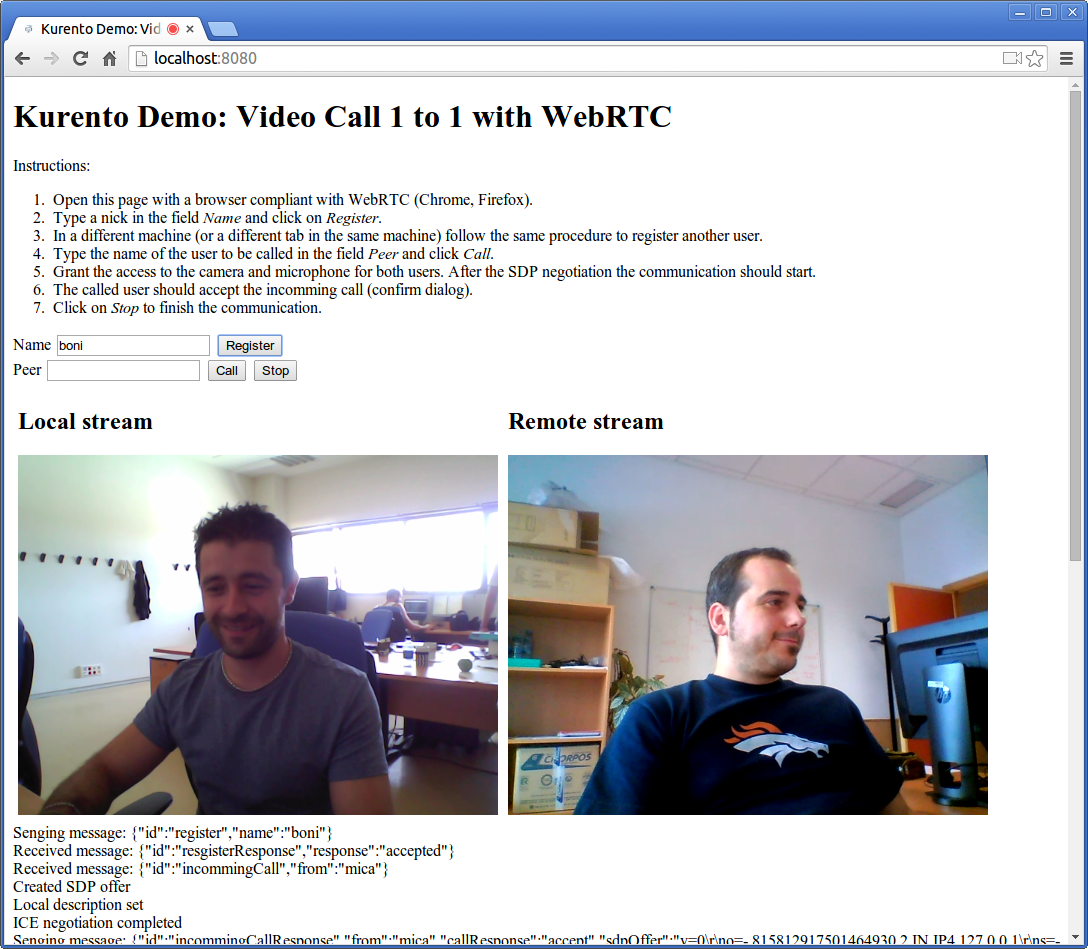 Kurento Demo: Vid
localhost:8080
Kurento Demo: Video Call 1 to 1 with WebRTC
Instructions:
1. Open this page with a browser compliant with WebRTC (Chrome, Firefox).
2. Type a nick in the field Name and click on Register.
3. In a different machine (or a different tab in the same machine) follow the same procedure to register another user.
4. Type the name of the user to be called in the field Peer and click Call.
5. Grant the access to the camera and microphone for both users. After the SDP negotiation the communication should start.
6. The called user should accept the incomming call (confirm dialog).
7. Click on Stop to finish the communication.
Name boni Register
Peer Call Stop
Local stream Remote stream
Senging message: {"id":"register","name":"boni"}
Received message: {"id":"resgisterResponse","response":"accepted"}
Received message: {"id":"incommingCall","from":"mica"}
Created SDP offer
Local description set
ICE negotiation completed
Senging message: {"id":"incommingCallResponse","from":"mica","callResponse":"accept","sdpOffer":"v=0\r\no=- 815812917501464930 2 IN IP4 127.0.0.1\r\ns=-